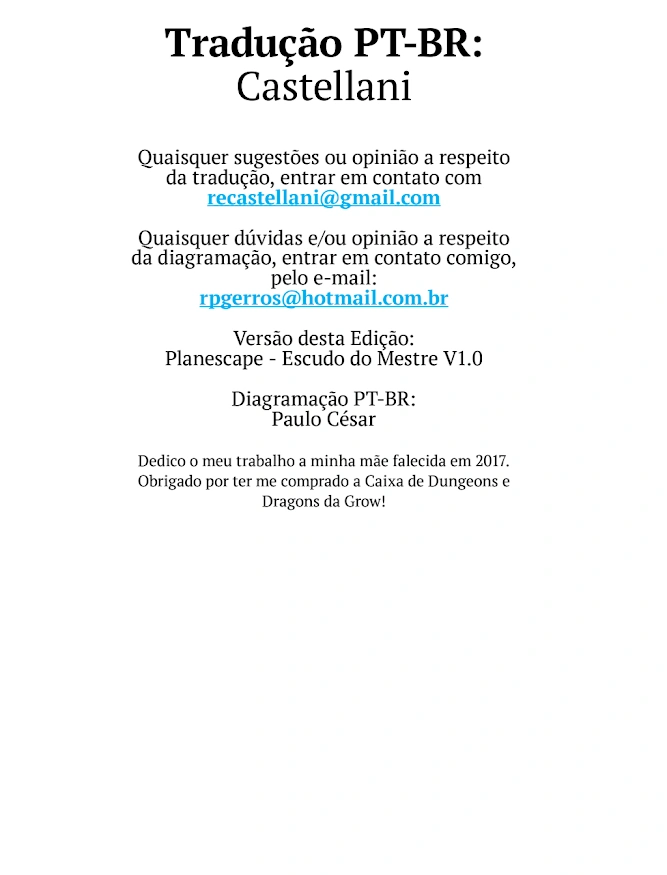 Tradução PT-BR:
Castellani
Quaisquer sugestões ou opinião a respeito
da tradução, entrar em contato com
recastellani@gmail.com
Quaisquer dúvidas e/ou opinião a respeito
da diagramação, entrar em contato comigo,
pelo e-mail:
rpgerros@hotmail.com.br
Versão desta Edição:
Planescape - Escudo do Mestre V1.0
Diagramação PT-BR:
Paulo César
Dedico o meu trabalho a minha mãe falecida em 2017.
Obrigado por ter me comprado a Caixa de Dungeons e
Dragons da Grow!